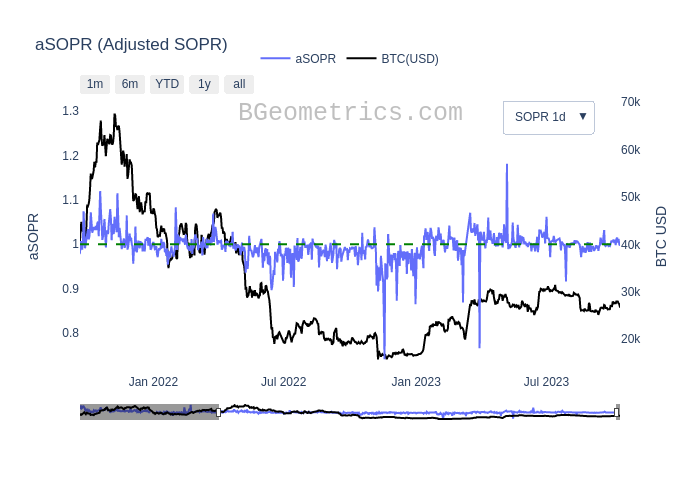 aSOPR (Adjusted SOPR)
aSOPR BTC(USD)
1m 6m YTD 1y all
BGeometrics.com
SOPR 1d ▼
1.3
1.2
1.1
1
0.9
0.8
aSOPR
70k
60k
50k
40k
30k
20k
BTC USD
Jan 2022 Jul 2022 Jan 2023 Jul 2023